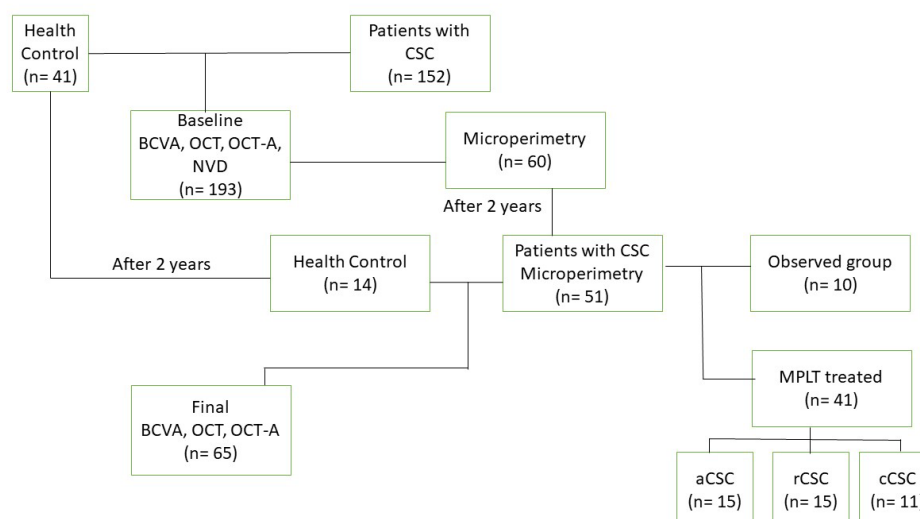 Health
Control
(n= 41)
Patients with
CSC
(n= 152)
Baseline
BCVA, OCT, OCT-A,
NVD
(n= 193)
Microperimetry
(n= 60)
After 2 years
After 2 years
Health Control
(n= 14)
Patients with CSC
Microperimetry
(n= 51)
Observed group
(n= 10)
MPLT treated
(n= 41)
Final
BCVA, OCT, OCT-A
(n= 65)
aCSC
(n= 15)
rCSC
(n= 15)
cCSC
(n= 11